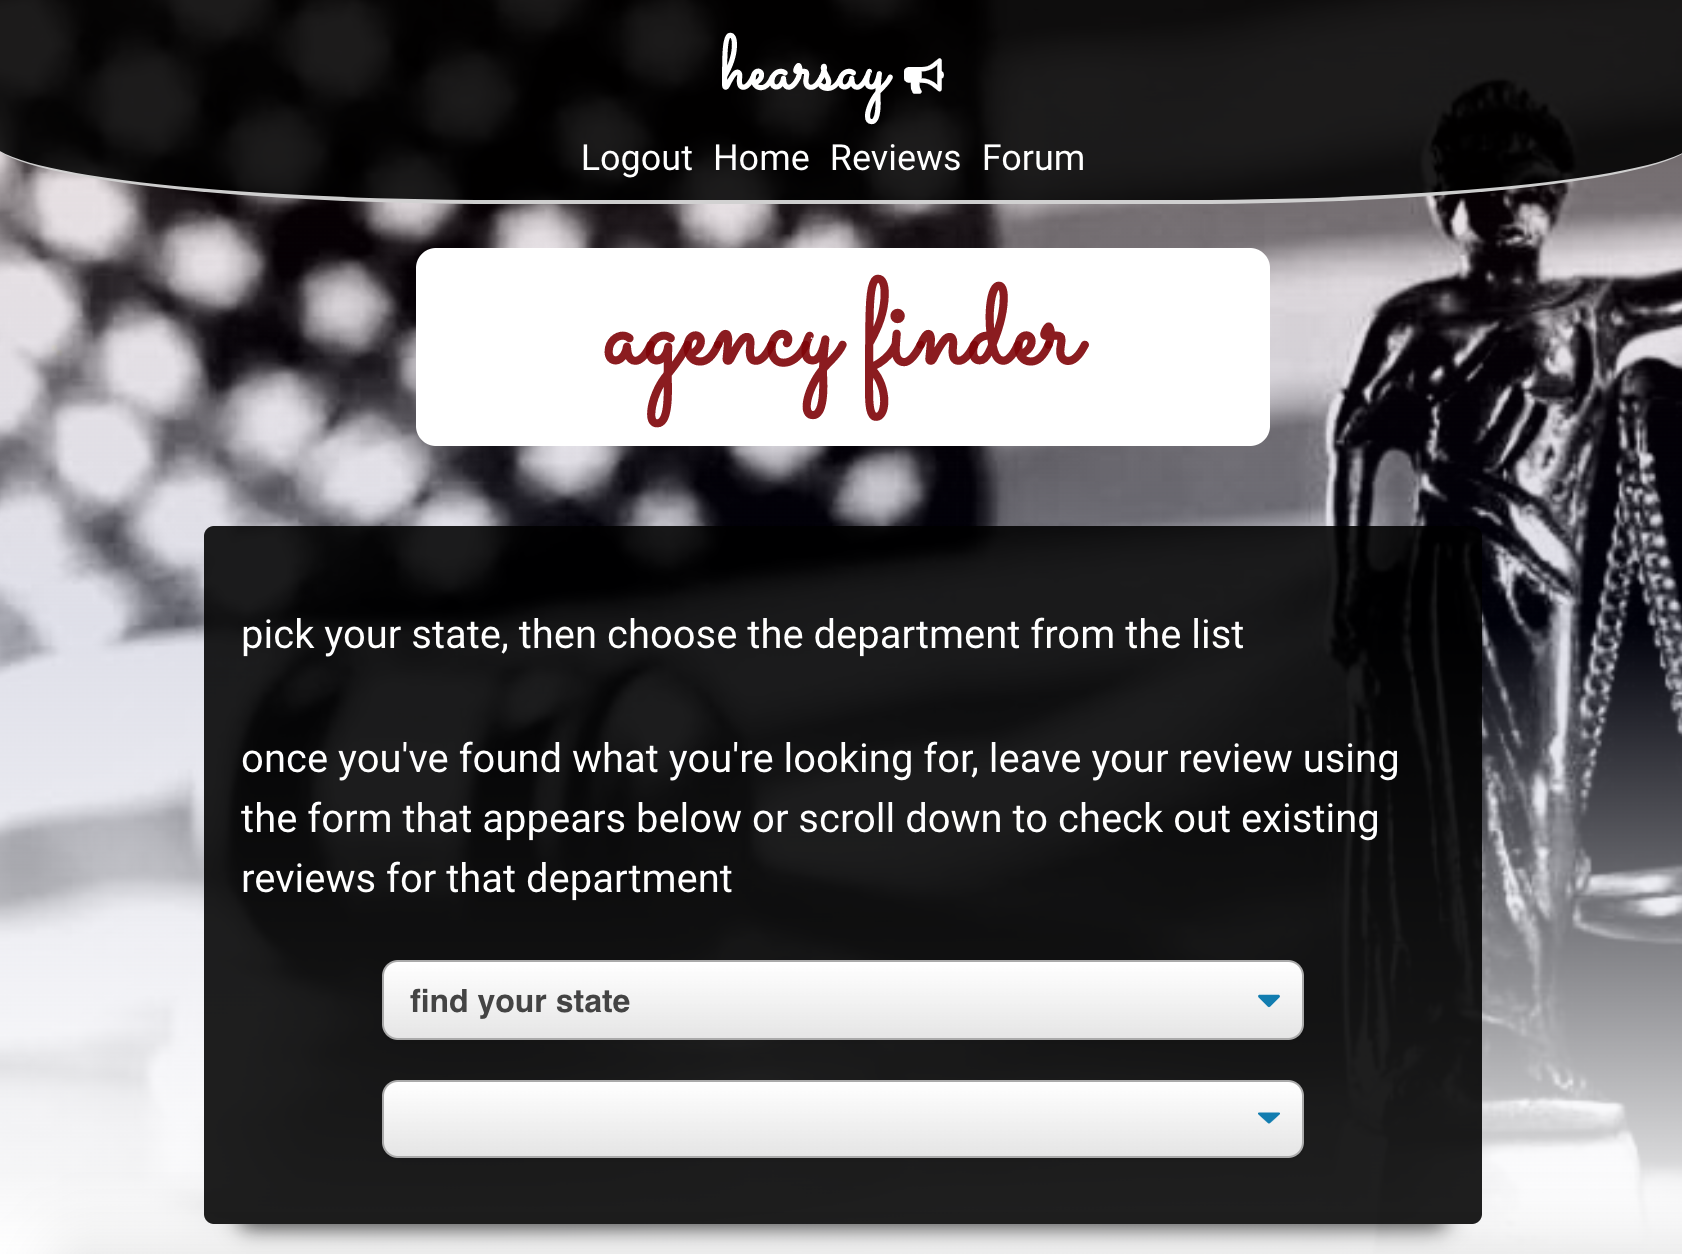 hearsay
Logout Home Reviews Forum
agency finder
pick your state, then choose the department from the list
once you've found what you're looking for, leave your review using
the form that appears below or scroll down to check out existing
reviews for that department
find your state